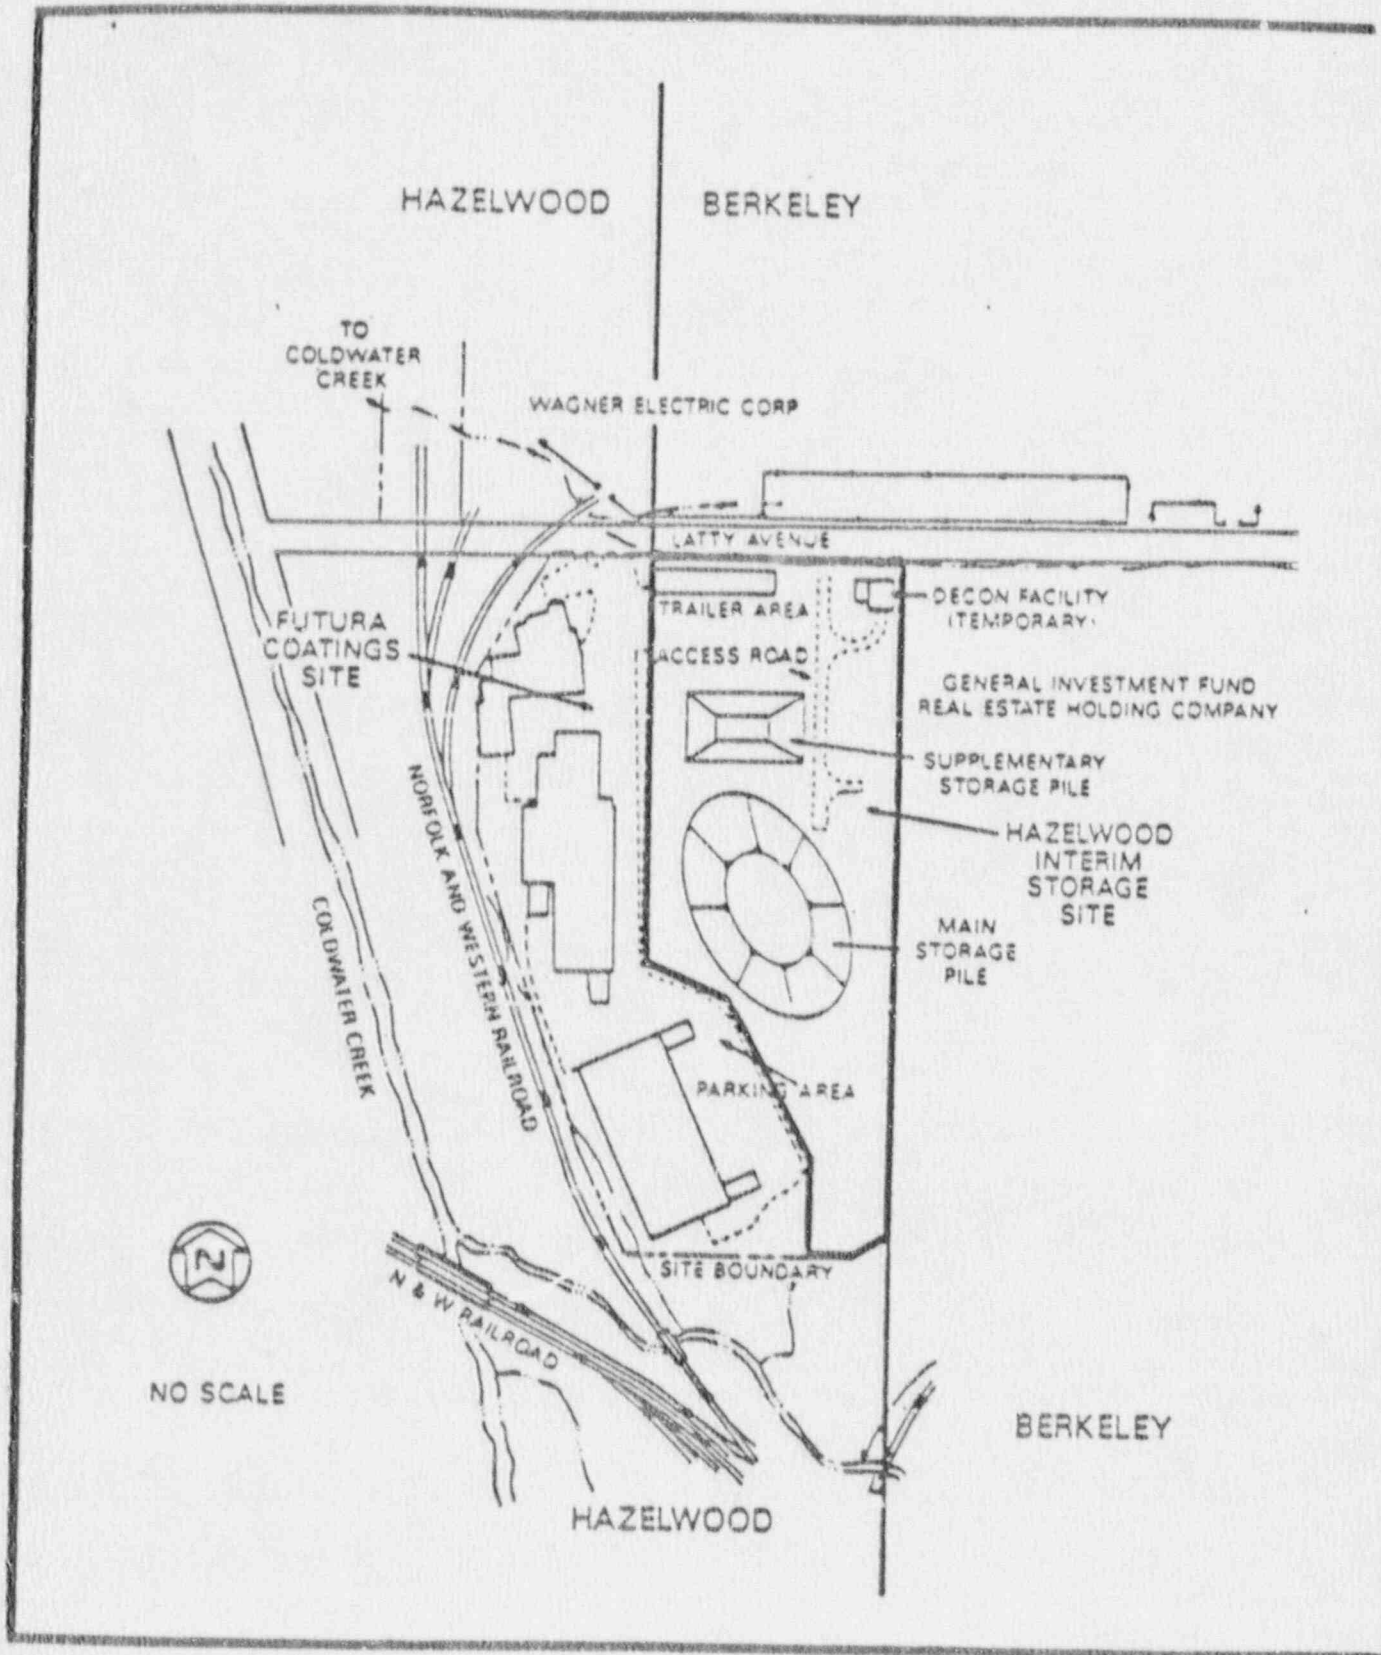 HAZELWOOD
BERKELEY
TO
COLDWATER
CREEK
WAGNER ELECTRIC CORP
LATTY AVENUE
TRAILER AREA
DECON FACILITY
(TEMPORARY)
FUTURA
COATINGS
SITE
ACCESS ROAD
GENERAL INVESTMENT FUND
REAL ESTATE HOLDING COMPANY
SUPPLEMENTARY
STORAGE PILE
HAZELWOOD
INTERIM
STORAGE
SITE
MAIN
STORAGE
PILE
NORFOLK AND WESTERN RAILROAD
COLDWATER CREEK
PARKING AREA
SITE BOUNDARY
N
N & W RAILROAD
NO SCALE
BERKELEY
HAZELWOOD